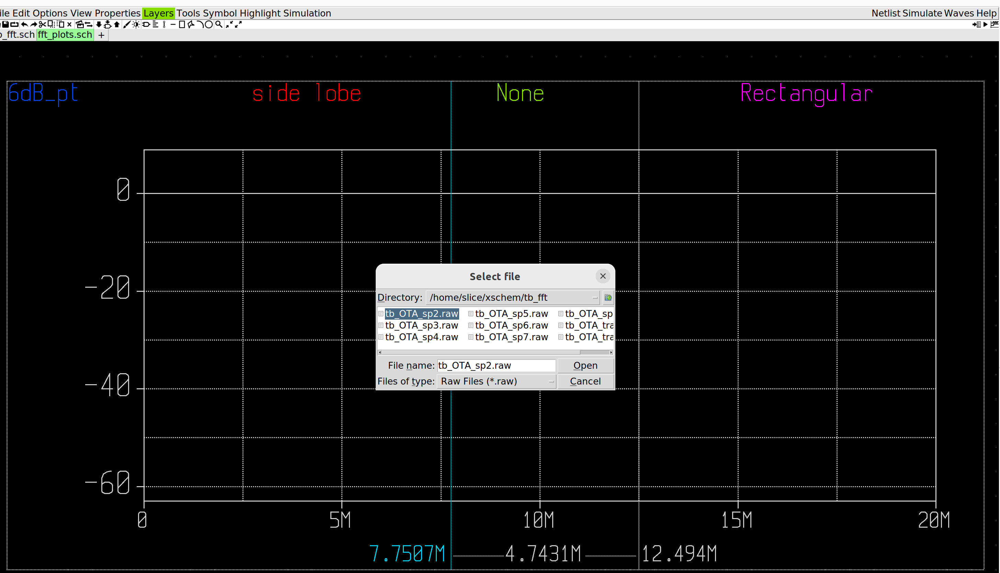 ile Edit Options View Properties Layers Tools Symbol Highlight Simulation Netlist Simulate Waves Help
_fft.sch fft_plots.sch +
6dB_pt side lobe None Rectangular
0
-20
-40
-60
0 5M 10M 15M 20M
7.7507M 4.7431M 12.494M
Select file
Directory: /home/slice/xschem/tb_fft
tb_OTA_sp2.raw tb_OTA_sp5.raw tb_OTA_sp
tb_OTA_sp3.raw tb_OTA_sp6.raw tb_OTA_tra
tb_OTA_sp4.raw tb_OTA_sp7.raw tb_OTA_tra
File name: tb_OTA_sp2.raw Open
Files of type: Raw Files (*.raw) Cancel